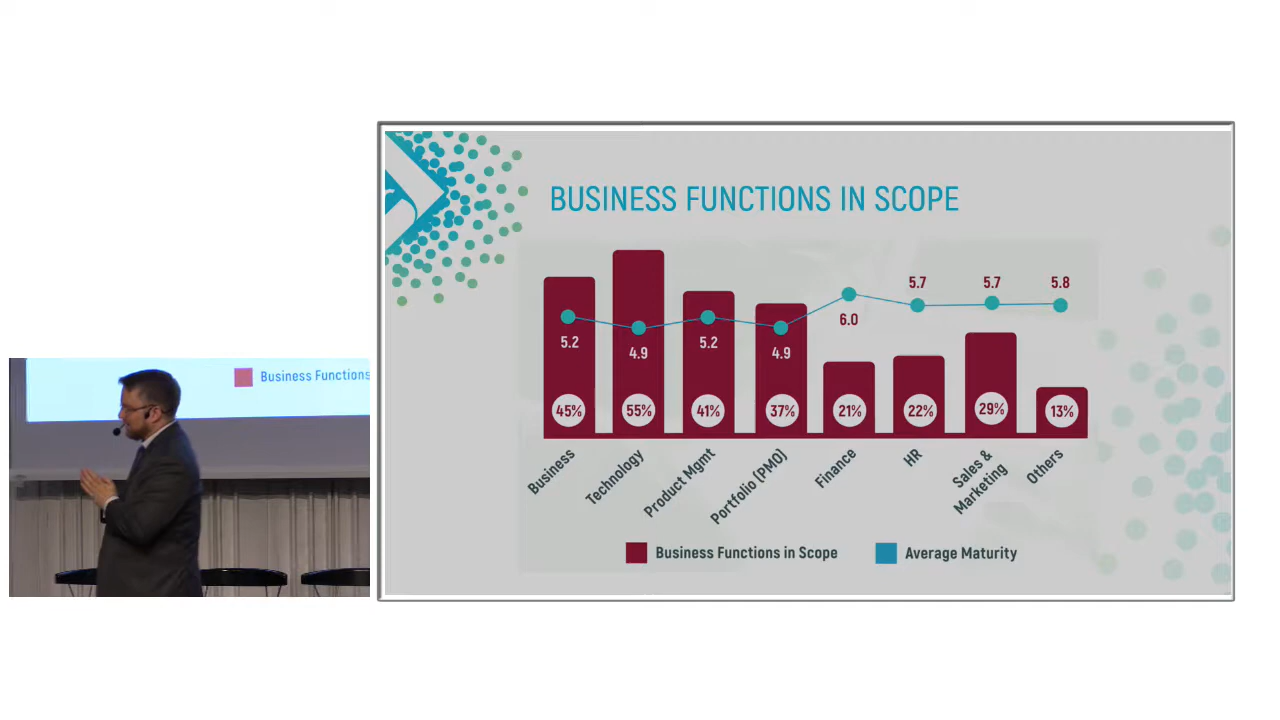 BUSINESS FUNCTIONS IN SCOPE
5.2
4.9
5.2
4.9
6.0
5.7
5.7
5.8
45%
55%
41%
37%
21%
22%
29%
13%
Business
Technology
Product Mgmt
Portfolio (PMO)
Finance
HR
Sales &
Marketing
Others
Business Functions in Scope
Average Maturity
Business Functions